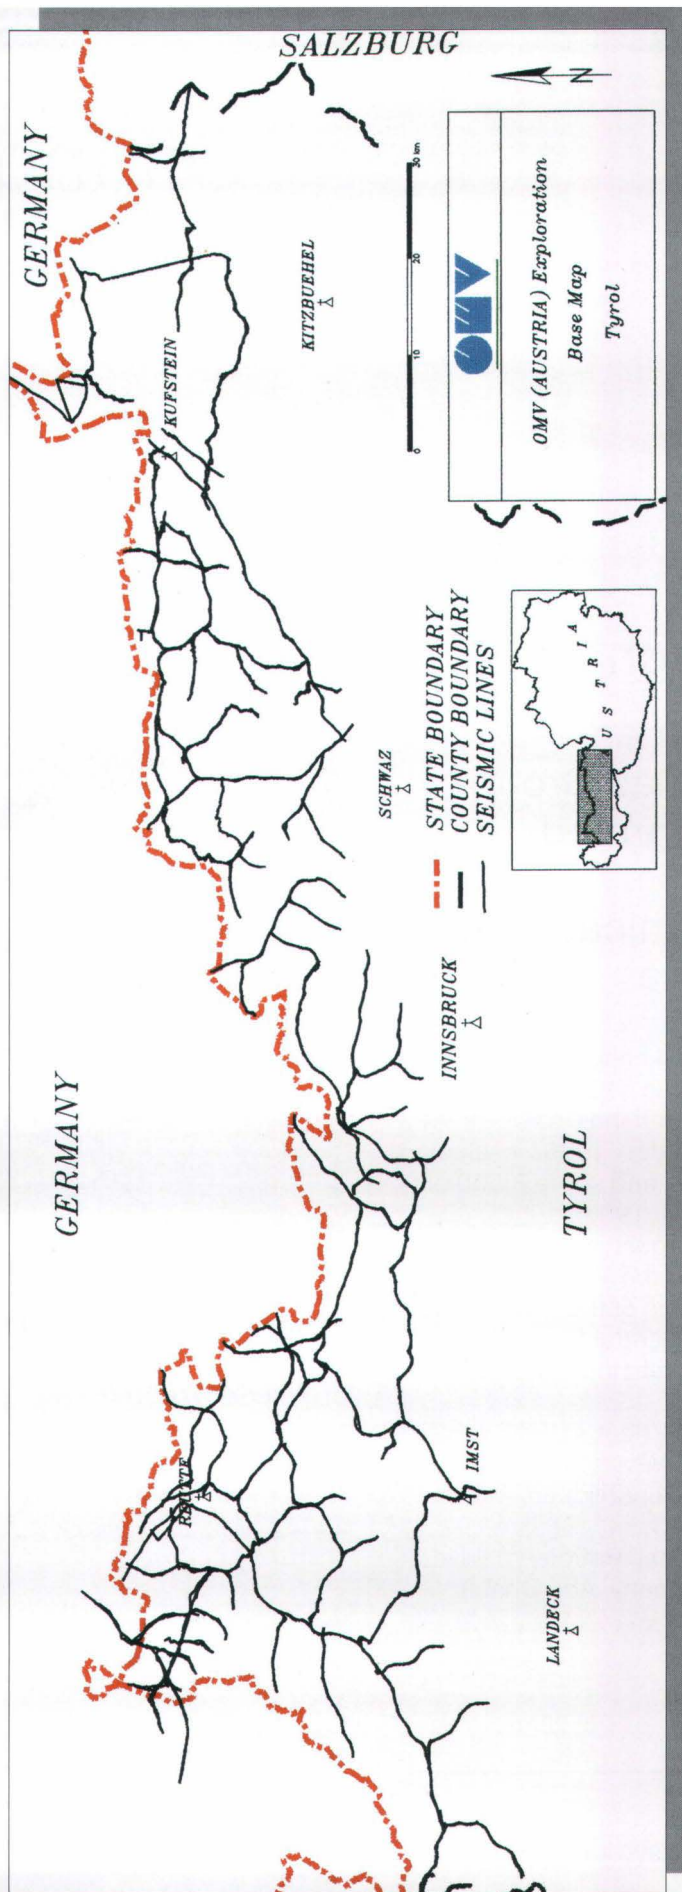 SALZBURG
N
GERMANY
KITZBUEHEL
KUFSTEIN
0 10 20 30 km
OMV
OMV (AUSTRIA) Exploration
Base Map
Tyrol
SCHWAZ
STATE BOUNDARY
COUNTY BOUNDARY
SEISMIC LINES
USTRIA
INNSBRUCK
GERMANY
TYROL
IMST
LANDECK